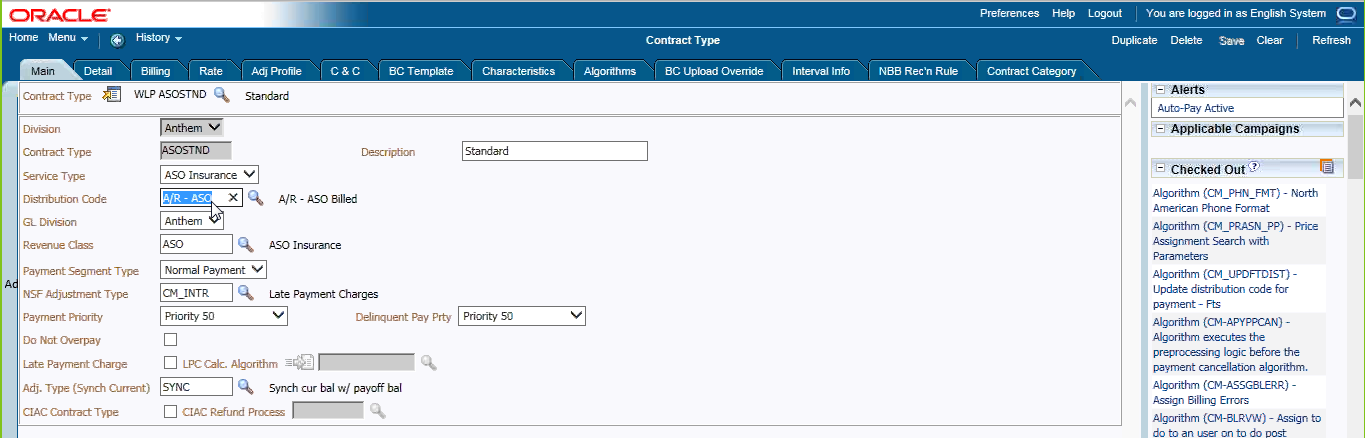 ORACLE
Preferences Help Logout You are logged in as English System
Home Menu History Contract Type Duplicate Delete Save Clear Refresh
Main Detail Billing Rate Adj Profile C & C BC Template Characteristics Algorithms BC Upload Override Interval Info NBB Rec'n Rule Contract Category
Contract Type WLP ASOSTND Standard
Division Anthem
Contract Type ASOSTND Description Standard
Service Type ASO Insurance
Distribution Code A/R - ASO A/R - ASO Billed
GL Division Anthem
Revenue Class ASO ASO Insurance
Payment Segment Type Normal Payment
NSF Adjustment Type CM_INTR Late Payment Charges
Payment Priority Priority 50 Delinquent Pay Prty Priority 50
Do Not Overpay
Late Payment Charge LPC Calc. Algorithm
Adj. Type (Synch Current) SYNC Synch cur bal w/ payoff bal
CIAC Contract Type CIAC Refund Process
Ad
Alerts
Auto-Pay Active
Applicable Campaigns
Checked Out ?
Algorithm (CM_PHN_FMT) - North
American Phone Format
Algorithm (CM_PRASN_PP) - Price
Assignment Search with
Parameters
Algorithm (CM_UPDFTDIST) -
Update distribution code for
payment - Fts
Algorithm (CM-APYPPCAN) -
Algorithm executes the
preprocessing logic before the
payment cancellation algorithm.
Algorithm (CM-ASSGBLERR) -
Assign Billing Errors
Algorithm (CM-BLRVW) - Assign to
do to an user on to do post